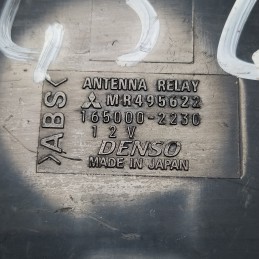 ANTENNA RELAY
MR495622
165000-2230
12V
DENSO
MADE IN JAPAN
>ABS<